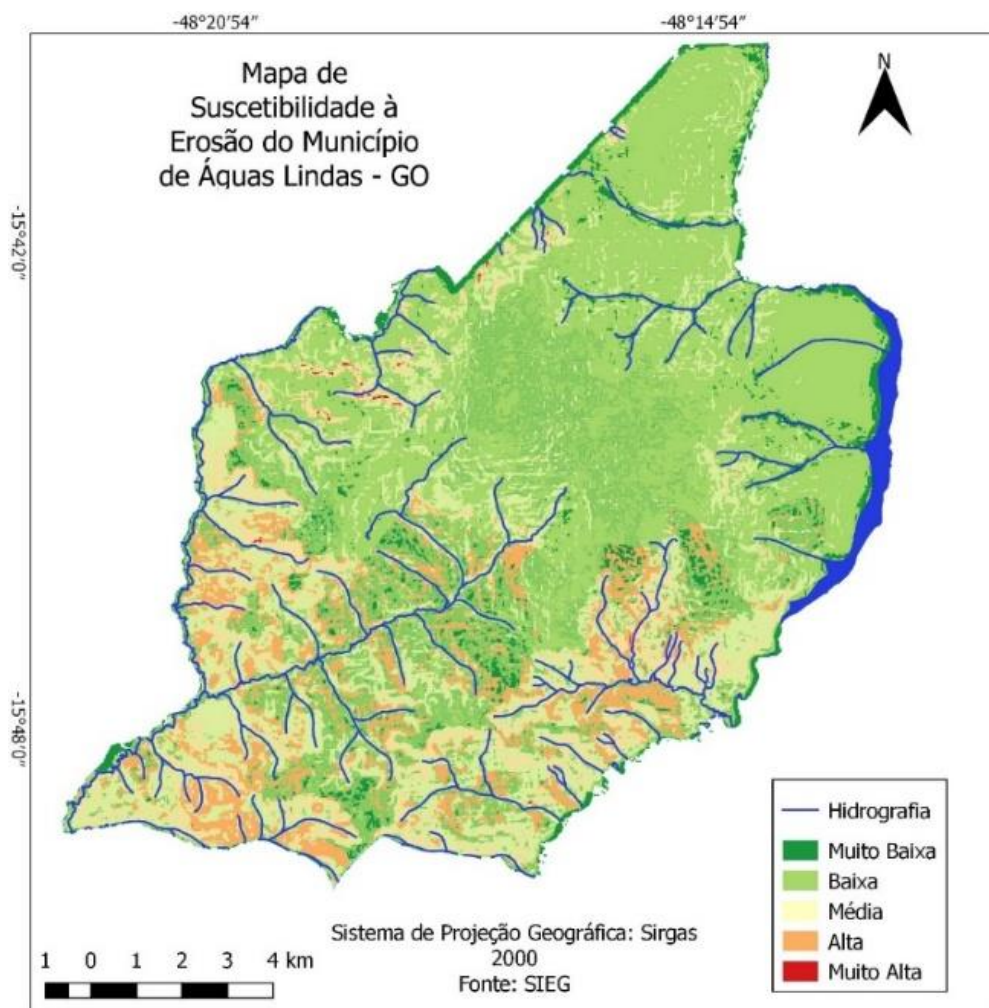 -48°20′54″
-48°14′54″
Mapa de
Suscetibilidade à
Erosão do Município
de Águas Lindas - GO
N
-15°42′0″
-15°48′0″
Hidrografia
Muito Baixa
Baixa
Média
Alta
Muito Alta
Sistema de Projeção Geográfica: Sirgas
2000
Fonte: SIEG
1 0 1 2 3 4 km